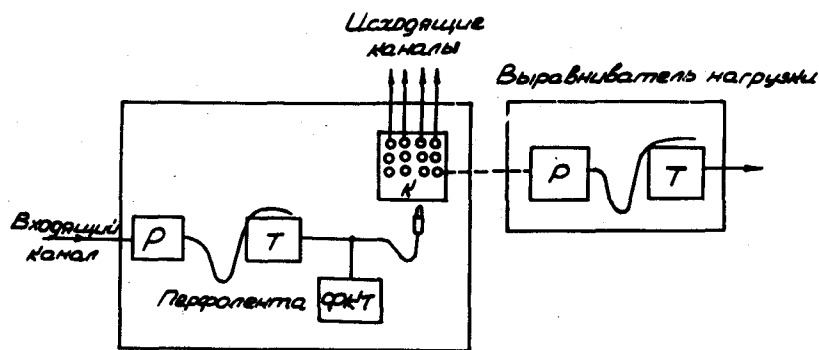 Исходящие
каналы
Выравниватель нагрузки
К
Р
Т
Входящий
канал
Р
Т
Перфолента
ФКТ